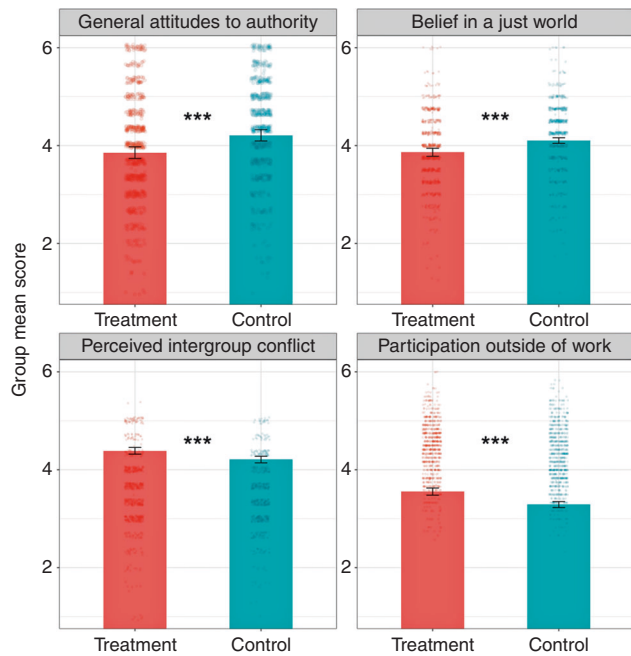 General attitudes to authority
Belief in a just world
6
4
2
***
Treatment
Control
6
4
2
***
Treatment
Control
Group mean score
Perceived intergroup conflict
Participation outside of work
6
4
2
***
Treatment
Control
6
4
2
***
Treatment
Control